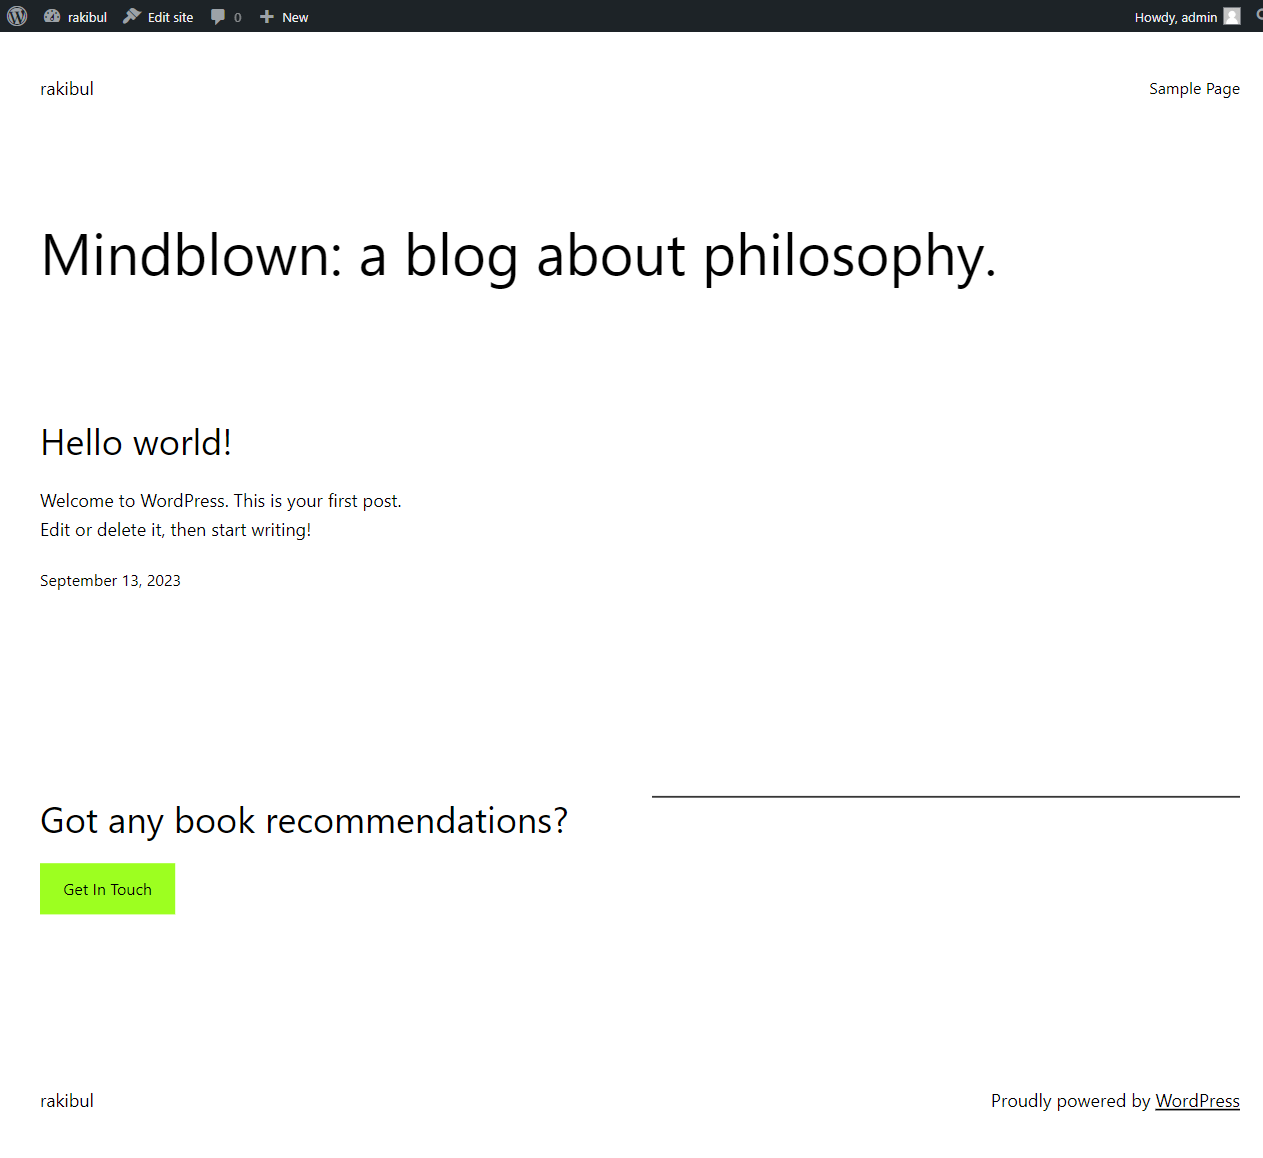 rakibul Edit site 0 New Howdy, admin
rakibul Sample Page
Mindblown: a blog about philosophy.
Hello world!
Welcome to WordPress. This is your first post.
Edit or delete it, then start writing!
September 13, 2023
Got any book recommendations?
Get In Touch
rakibul Proudly powered by WordPress